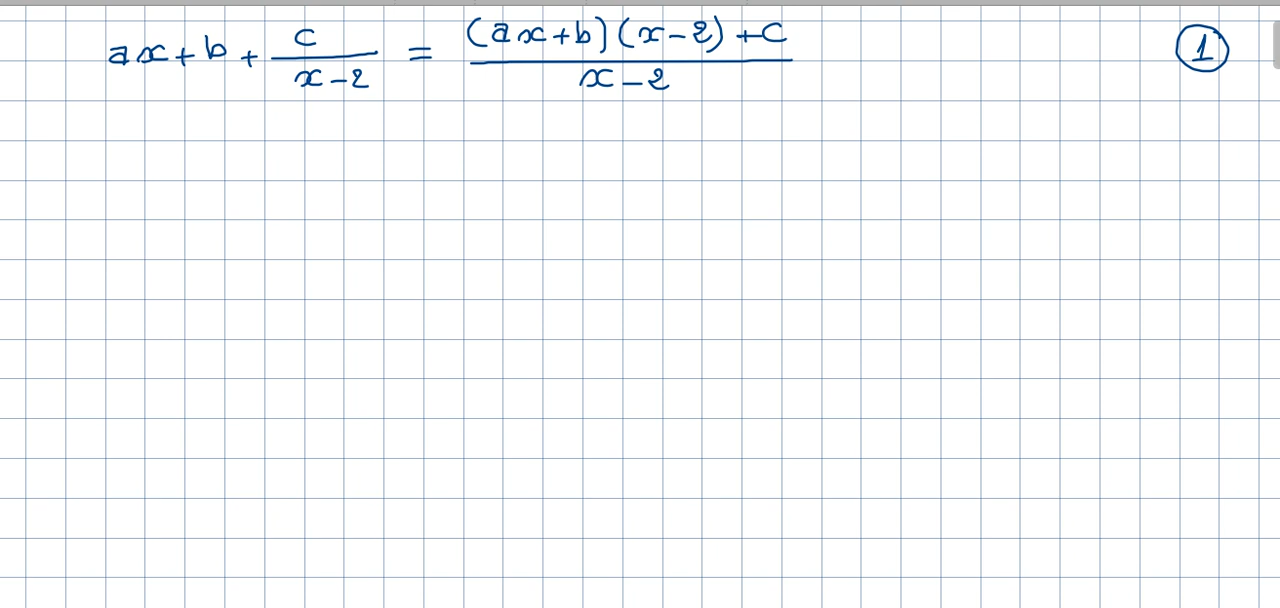 ax+b+ c/(x-2) = ((ax+b)(x-2)+c)/(x-2) ①